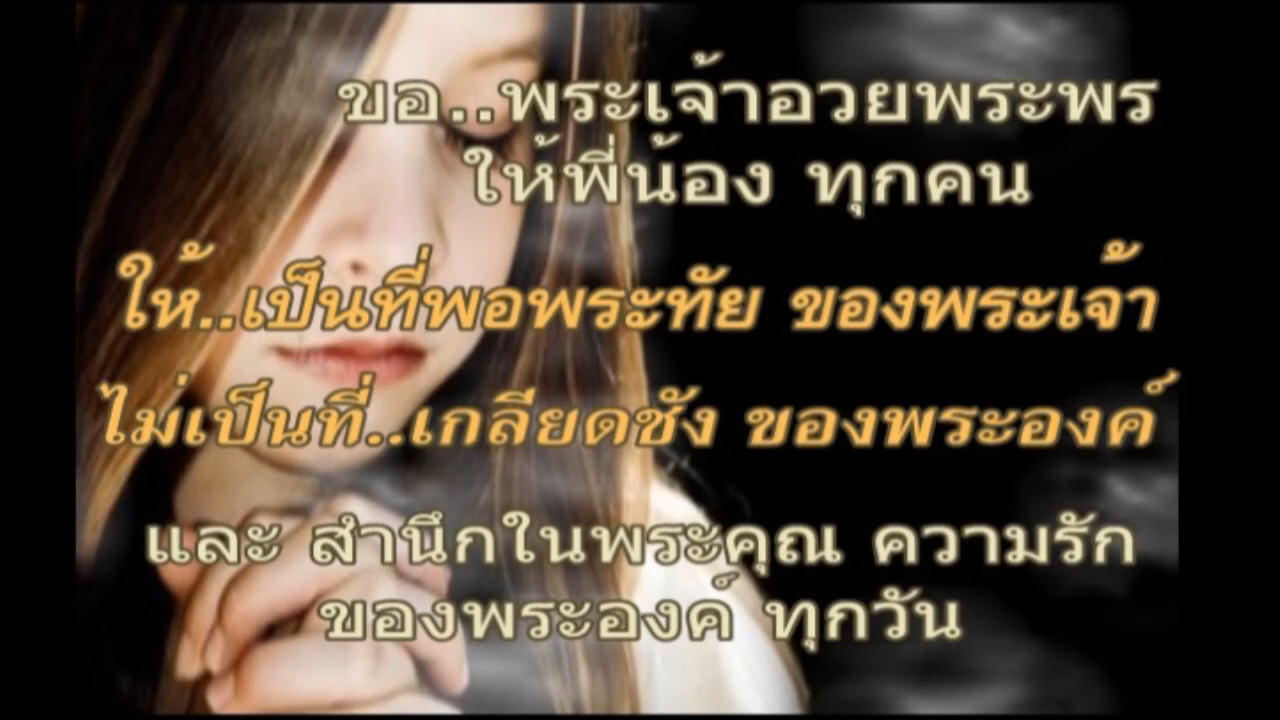 ขอ..พระเจ้าอวยพระพร
ให้พี่น้อง ทุกคน
ให้..เป็นที่พอพระทัย ของพระเจ้า
ไม่เป็นที่..เกลียดชัง ของพระองค์
และ สำนึกในพระคุณ ความรัก
ของพระองค์ ทุกวัน